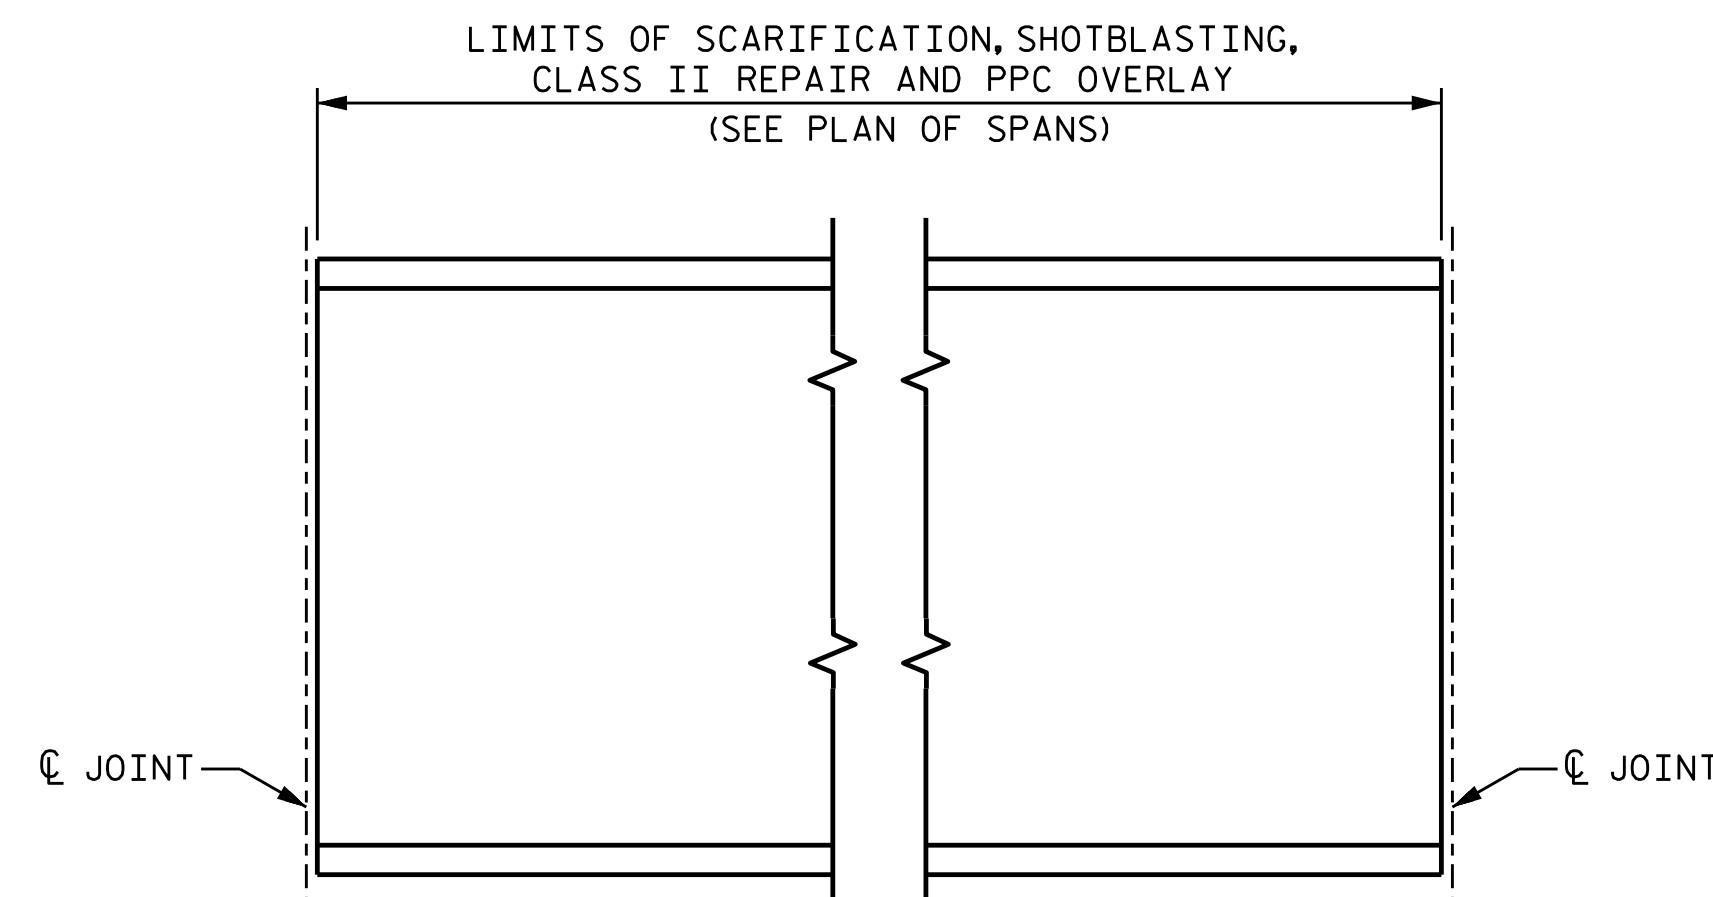 LIMITS OF SCARIFICATION, SHOTBLASTING,
CLASS II REPAIR AND PPC OVERLAY
(SEE PLAN OF SPANS)
℄ JOINT
℄ JOINT